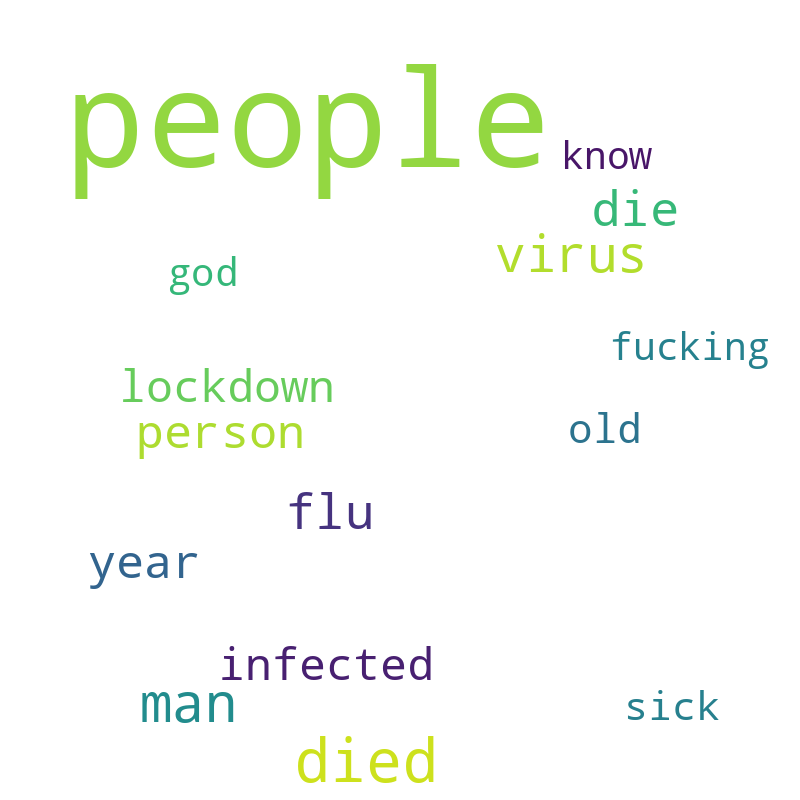 people
know
die
virus
god
fucking
lockdown
old
person
flu
year
infected
man
sick
died